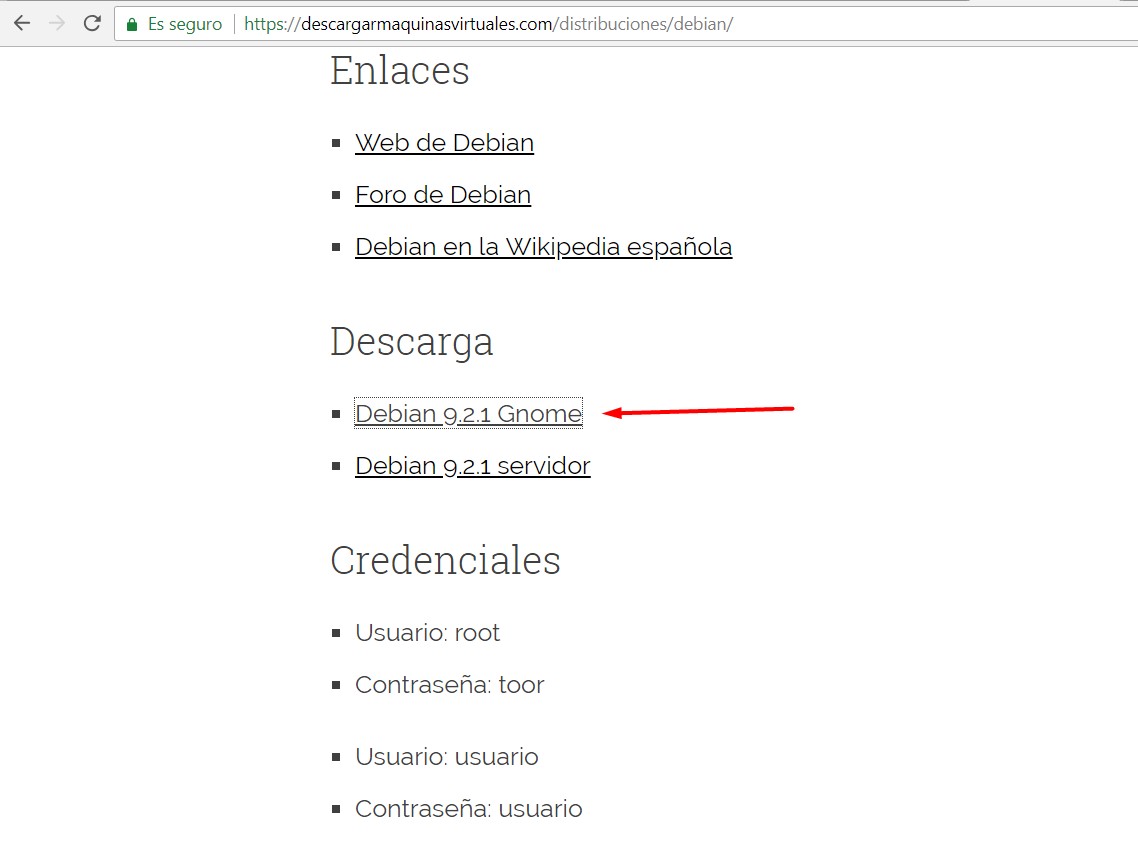 Es seguro https://descargarmaquinasvirtuales.com/distribuciones/debian/
Enlaces
Web de Debian
Foro de Debian
Debian en la Wikipedia española
Descarga
Debian 9.2.1 Gnome
Debian 9.2.1 servidor
Credenciales
Usuario: root
Contraseña: toor
Usuario: usuario
Contraseña: usuario